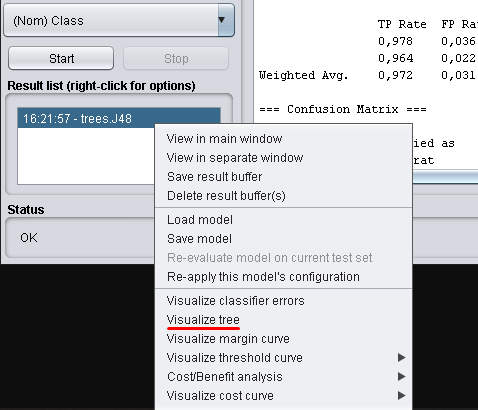 (Nom) Class
Start
Stop
Result list (right-click for options)
16:21:57 - trees.J48
Status
OK
TP Rate FP Ra
0,978 0,036
0,964 0,022
Weighted Avg. 0,972 0,031
=== Confusion Matrix ===
ied as
rat
View in main window
View in separate window
Save result buffer
Delete result buffer(s)
Load model
Save model
Re-evaluate model on current test set
Re-apply this model's configuration
Visualize classifier errors
Visualize tree
Visualize margin curve
Visualize threshold curve
Cost/Benefit analysis
Visualize cost curve